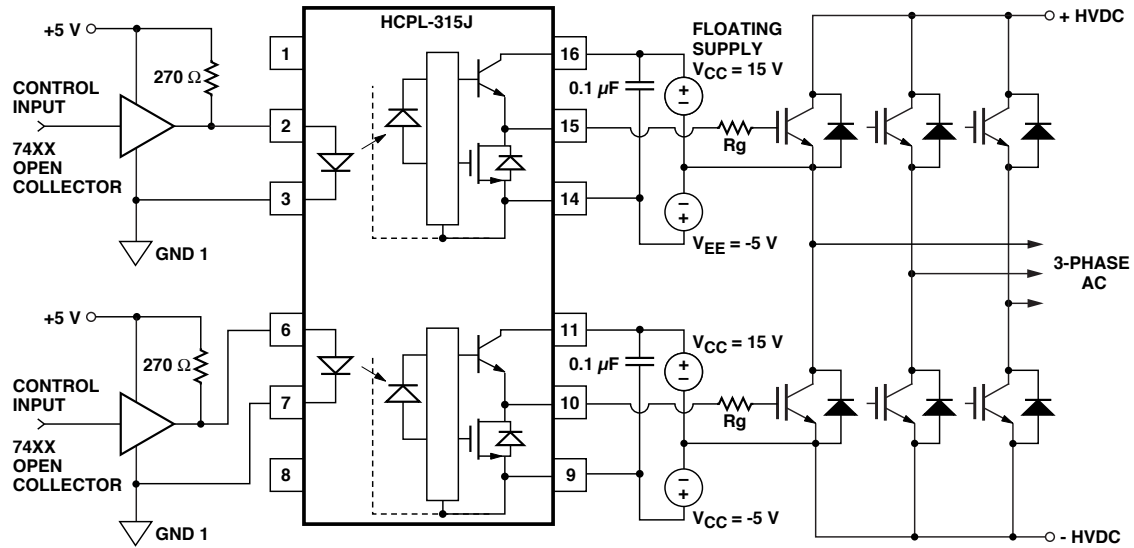 HCPL-315J
+5 V
270 Ω
CONTROL
INPUT
74XX
OPEN
COLLECTOR
GND 1
1
2
3
16
15
14
0.1 µF
FLOATING
SUPPLY
VCC = 15 V
VEE = -5 V
Rg
+ HVDC
3-PHASE
AC
+5 V
270 Ω
CONTROL
INPUT
74XX
OPEN
COLLECTOR
GND 1
6
7
8
11
10
9
0.1 µF
VCC = 15 V
Rg
VCC = -5 V
- HVDC